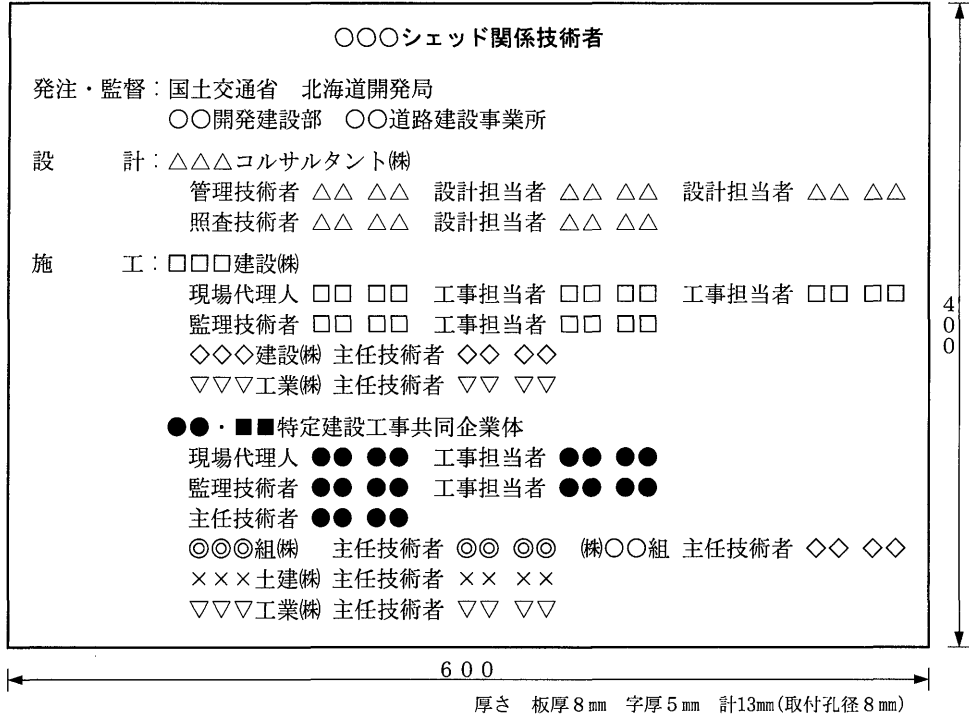 ○○○シェッド関係技術者
発注・監督：国土交通省　北海道開発局
○○開発建設部　○○道路建設事業所
設　　計：△△△コルサルタント㈱
管理技術者 △△ △△　設計担当者 △△ △△　設計担当者 △△ △△
照査技術者 △△ △△　設計担当者 △△ △△
施　　工：□□□建設㈱
現場代理人 □□ □□　工事担当者 □□ □□　工事担当者 □□ □□
監理技術者 □□ □□　工事担当者 □□ □□
◇◇◇建設㈱ 主任技術者 ◇◇ ◇◇
▽▽▽工業㈱ 主任技術者 ▽▽ ▽▽
●●・■■特定建設工事共同企業体
現場代理人 ●● ●●　工事担当者 ●● ●●
監理技術者 ●● ●●　工事担当者 ●● ●●
主任技術者 ●● ●●
◎◎◎組㈱　主任技術者 ◎◎ ◎◎　㈱○○組 主任技術者 ◇◇ ◇◇
×××土建㈱ 主任技術者 ×× ××
▽▽▽工業㈱ 主任技術者 ▽▽ ▽▽
400
600
厚さ　板厚8㎜　字厚5㎜　計13㎜(取付孔径8㎜)